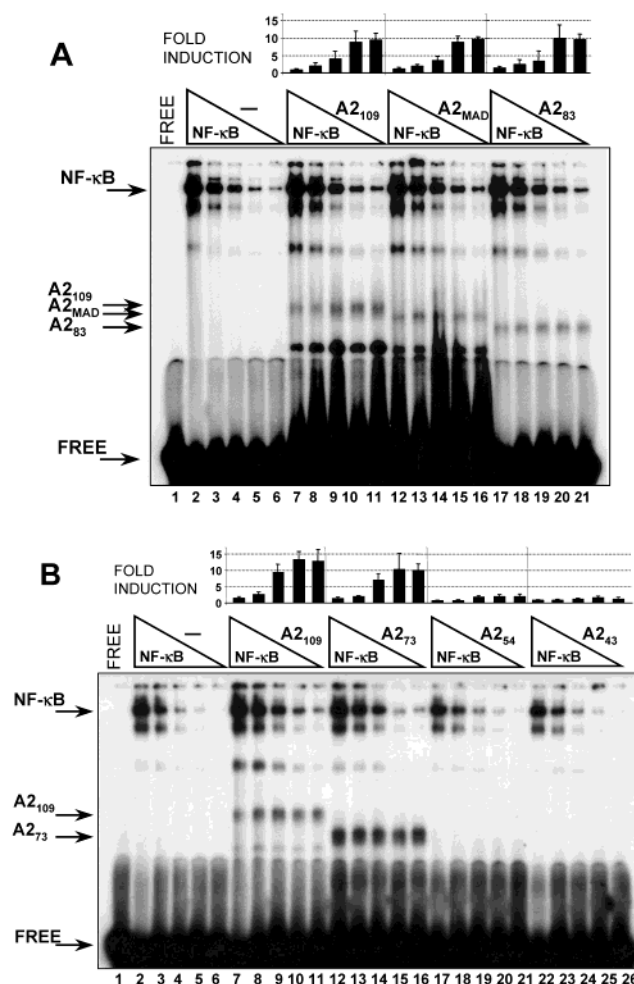 A
FOLD INDUCTION
15
10
5
0
FREE
NF-κB
—
NF-κB
A2109
NF-κB
A2MAD
NF-κB
A283
NF-κB
A2109
A2MAD
A283
FREE
1 2 3 4 5 6 7 8 9 10 11 12 13 14 15 16 17 18 19 20 21
B
FOLD INDUCTION
15
10
5
0
FREE
NF-κB
—
NF-κB
A2109
NF-κB
A273
NF-κB
A254
NF-κB
A243
NF-κB
A2109
A273
FREE
1 2 3 4 5 6 7 8 9 10 11 12 13 14 15 16 17 18 19 20 21 22 23 24 25 26